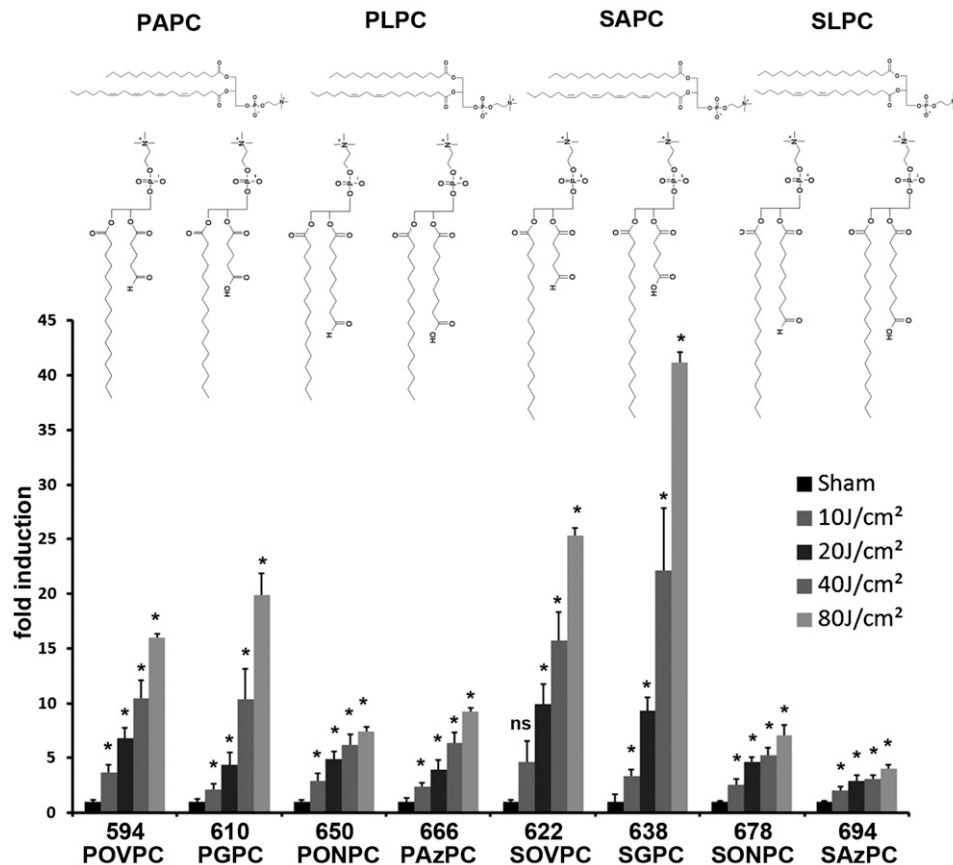 PAPC PLPC SAPC SLPC
45
40
35
30
25
20
15
10
5
0
fold induction
Sham
10J/cm²
20J/cm²
40J/cm²
80J/cm²
* * * *
* * * *
* * * *
* * * *
ns * * *
* * * *
* * * *
* * * *
594 610 650 666 622 638 678 694
POVPC PGPC PONPC PAzPC SOVPC SGPC SONPC SAzPC